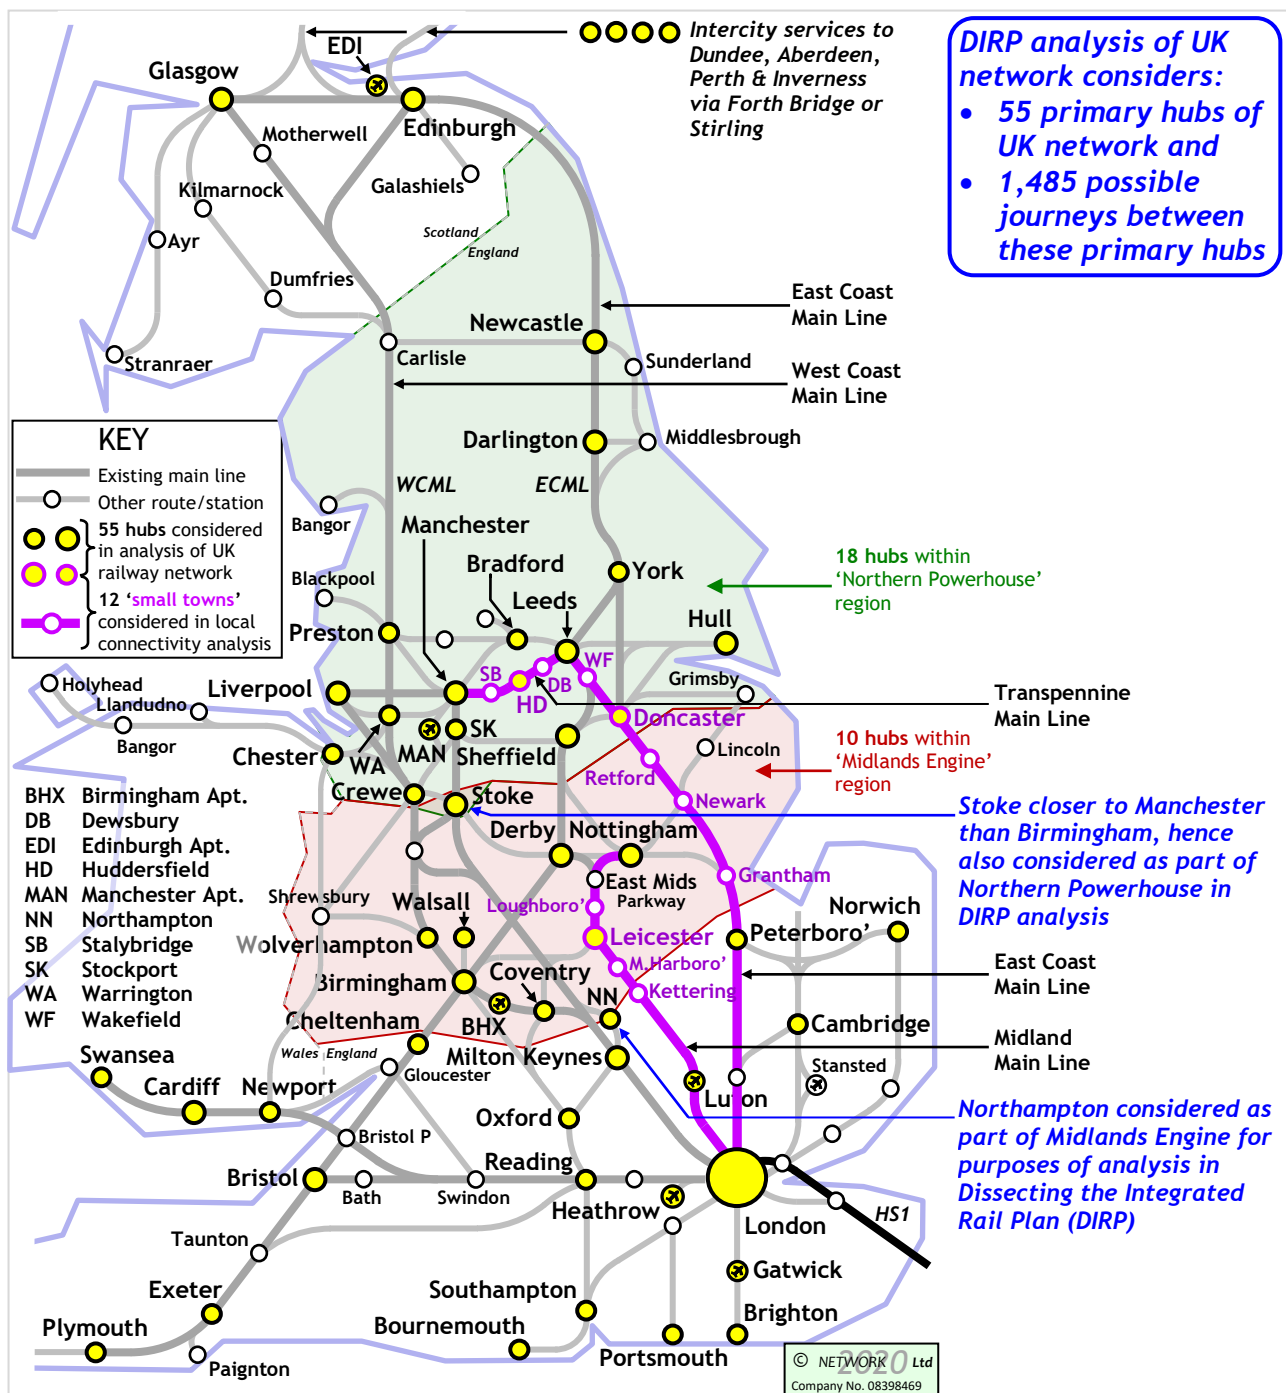 EDI
Intercity services to
Dundee, Aberdeen,
Perth & Inverness
via Forth Bridge or
Stirling
DIRP analysis of UK
network considers:
• 55 primary hubs of
UK network and
• 1,485 possible
journeys between
these primary hubs
Glasgow
Edinburgh
Motherwell
Galashiels
Kilmarnock
Scotland
England
Ayr
Dumfries
East Coast
Main Line
Newcastle
Carlisle
Sunderland
Stranraer
West Coast
Main Line
Darlington
Middlesbrough
KEY
Existing main line
Other route/station
55 hubs considered
in analysis of UK
railway network
12 ‘small towns’
considered in local
connectivity analysis
WCML
ECML
Bangor
Manchester
Bradford
York
18 hubs within
‘Northern Powerhouse’
region
Blackpool
Leeds
Preston
Hull
SB
WF
DB
HD
Grimsby
Holyhead
Llandudno
Bangor
Liverpool
Transpennine
Main Line
Doncaster
MAN
SK
Sheffield
Lincoln
10 hubs within
‘Midlands Engine’
region
Chester
WA
Retford
Crewe
Stoke
Newark
BHX Birmingham Apt.
DB Dewsbury
EDI Edinburgh Apt.
HD Huddersfield
MAN Manchester Apt.
NN Northampton
SB Stalybridge
SK Stockport
WA Warrington
WF Wakefield
Stoke closer to Manchester
than Birmingham, hence
also considered as part of
Northern Powerhouse in
DIRP analysis
Derby
Nottingham
East Mids
Parkway
Grantham
Shrewsbury
Walsall
Loughboro’
Norwich
Wolverhampton
Leicester
Peterboro’
Birmingham
Coventry
M.Harboro’
Kettering
East Coast
Main Line
BHX
NN
Cheltenham
Cambridge
Wales
England
Milton Keynes
Midland
Main Line
Swansea
Gloucester
Stansted
Cardiff
Newport
Luton
Oxford
Northampton considered as
part of Midlands Engine for
purposes of analysis in
Dissecting the Integrated
Rail Plan (DIRP)
Bristol P
Bristol
Bath
Swindon
Reading
Heathrow
London
HS1
Taunton
Gatwick
Exeter
Southampton
Brighton
Plymouth
Bournemouth
Paignton
Portsmouth
© NETWORK 2020 Ltd
Company No. 08398469